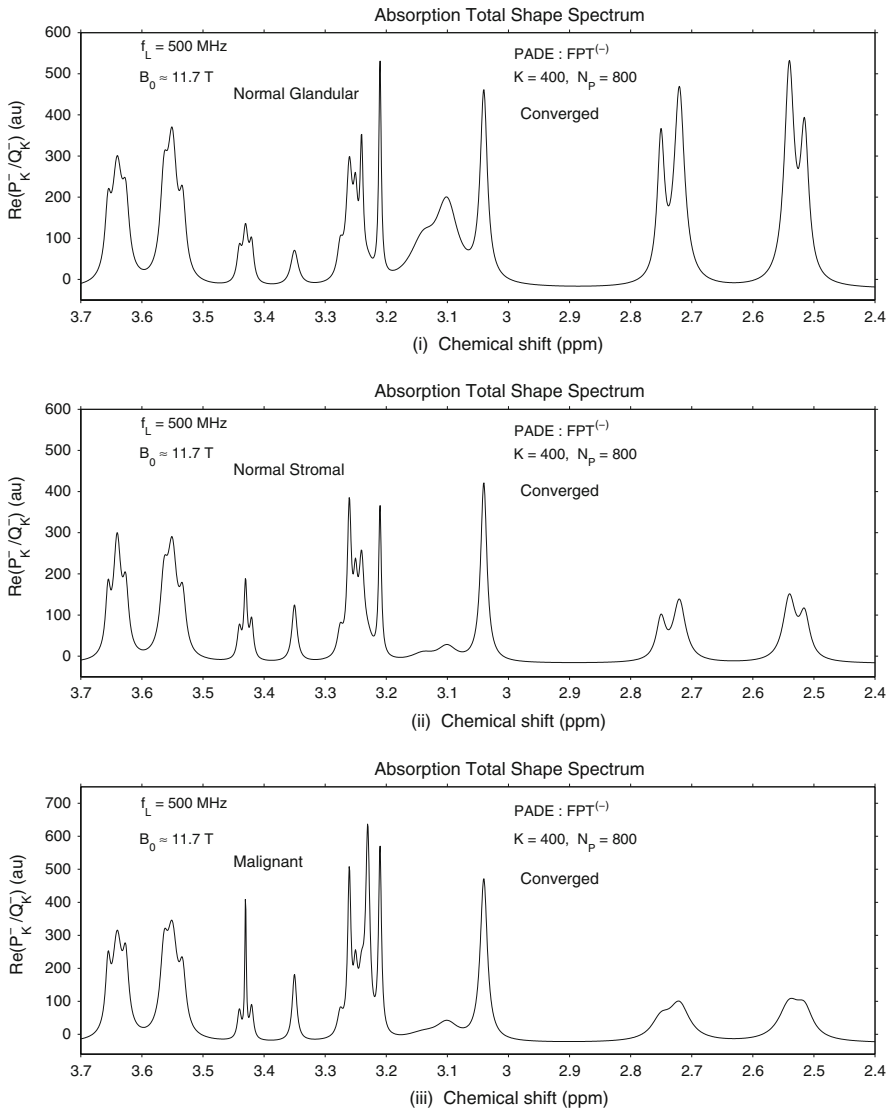 Absorption Total Shape Spectrum
f_L = 500 MHz
B_0 ≈ 11.7 T
Normal Glandular
PADE : FPT^(–)
K = 400, N_P = 800
Converged
Re(P_K^- /Q_K^-) (au)
600
500
400
300
200
100
0
3.7 3.6 3.5 3.4 3.3 3.2 3.1 3 2.9 2.8 2.7 2.6 2.5 2.4
(i) Chemical shift (ppm)
Absorption Total Shape Spectrum
f_L = 500 MHz
B_0 ≈ 11.7 T
Normal Stromal
PADE : FPT^(–)
K = 400, N_P = 800
Converged
Re(P_K^- /Q_K^-) (au)
600
500
400
300
200
100
0
3.7 3.6 3.5 3.4 3.3 3.2 3.1 3 2.9 2.8 2.7 2.6 2.5 2.4
(ii) Chemical shift (ppm)
Absorption Total Shape Spectrum
f_L = 500 MHz
B_0 ≈ 11.7 T
Malignant
PADE : FPT^(–)
K = 400, N_P = 800
Converged
Re(P_K^- /Q_K^-) (au)
700
600
500
400
300
200
100
0
3.7 3.6 3.5 3.4 3.3 3.2 3.1 3 2.9 2.8 2.7 2.6 2.5 2.4
(iii) Chemical shift (ppm)